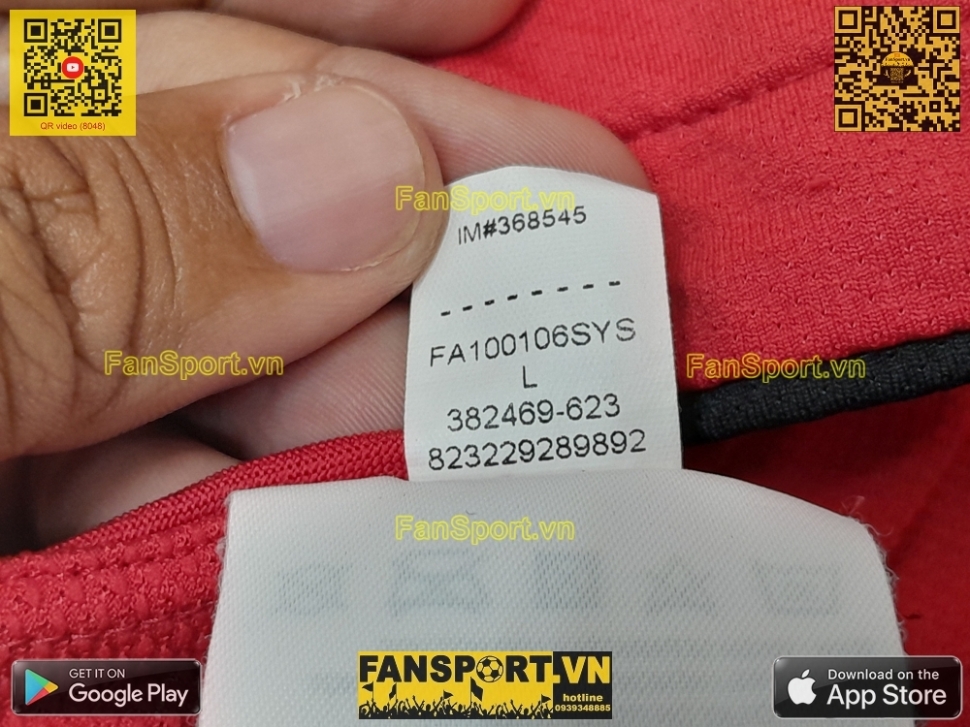 QR video (8048)
FanSport.vn
IM#368545
--------
FanSport.vn
FanSport.vn
FA100106SYS
L
382469-623
823229289892
FanSport.vn
GET IT ON
Google Play
FANSPORT.VN
hotline
0939348885
Download on the
App Store